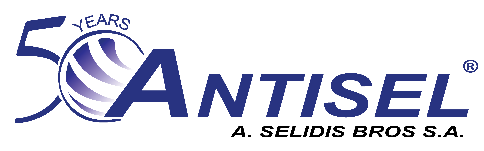 50 YEARS
ANTISEL®
A. SELIDIS BROS S.A.